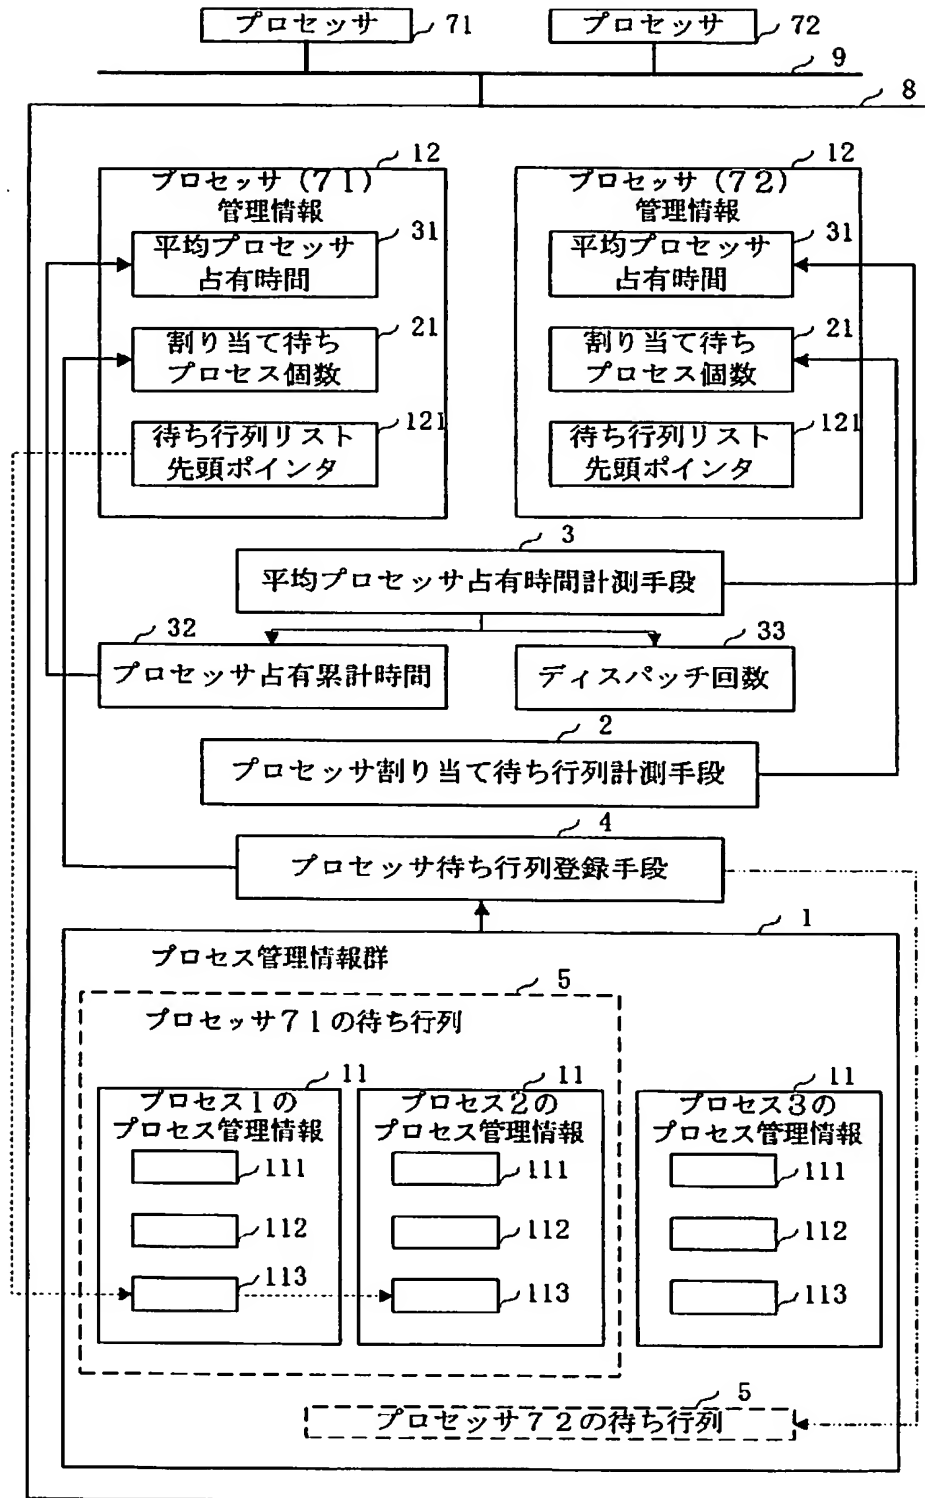 プロセッサ 71 プロセッサ 72
9
8
12 12
プロセッサ（７１） プロセッサ（７２）
管理情報 管理情報
31 31
平均プロセッサ 平均プロセッサ
占有時間 占有時間
21 21
割り当て待ち 割り当て待ち
プロセス個数 プロセス個数
121 121
待ち行列リスト 待ち行列リスト
先頭ポインタ 先頭ポインタ
3
平均プロセッサ占有時間計測手段
32 33
プロセッサ占有累計時間 ディスパッチ回数
2
プロセッサ割り当て待ち行列計測手段
4
プロセッサ待ち行列登録手段
1
プロセス管理情報群
5
プロセッサ７１の待ち行列
11 11 11
プロセス１の プロセス２の プロセス３の
プロセス管理情報 プロセス管理情報 プロセス管理情報
111 111 111
112 112 112
113 113 113
5
プロセッサ７２の待ち行列